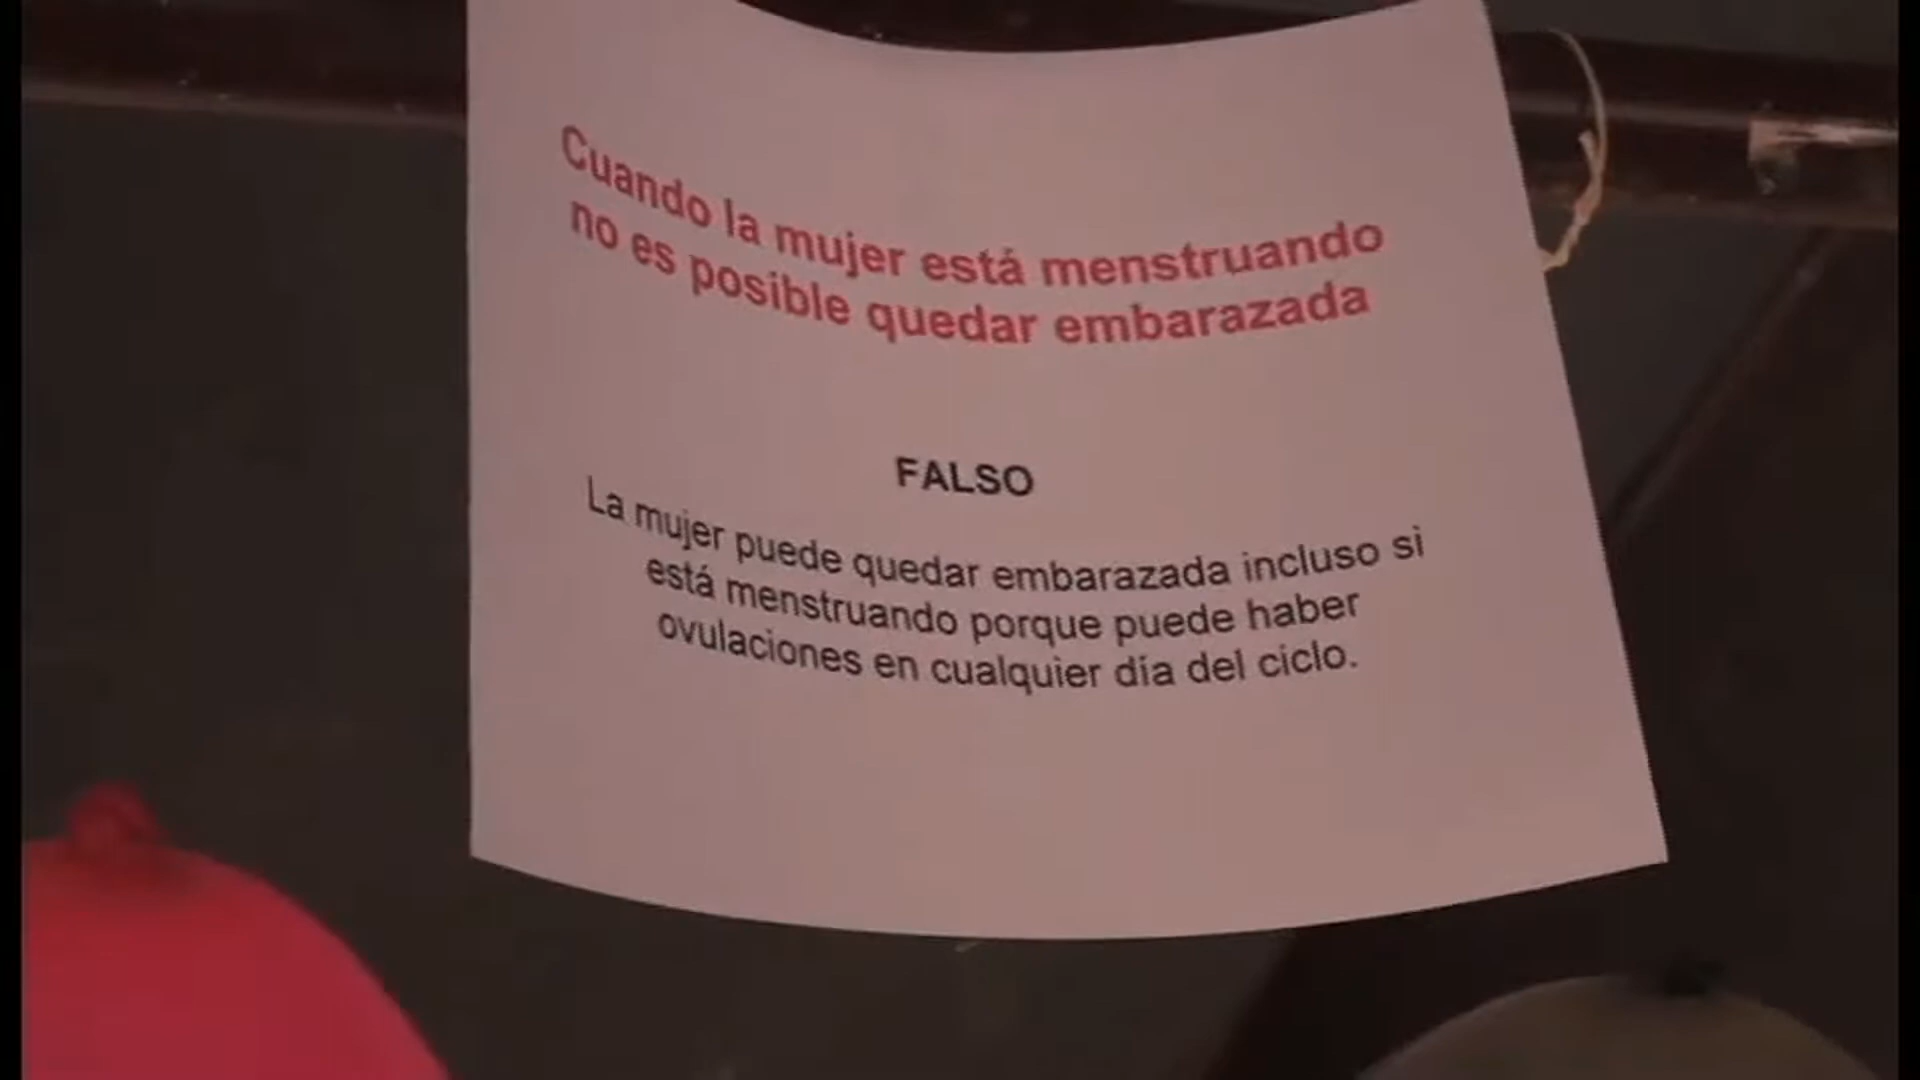 Cuando la mujer está menstruando
no es posible quedar embarazada
FALSO
La mujer puede quedar embarazada incluso si
está menstruando porque puede haber
ovulaciones en cualquier día del ciclo.